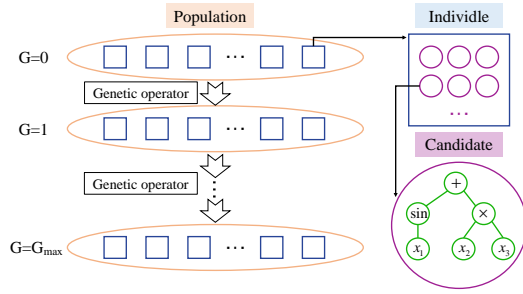 Population
Individle
G=0
...
Genetic operator
...
G=1
...
Candidate
Genetic operator
+
sin
×
G=Gmax
...
x1
x2
x3